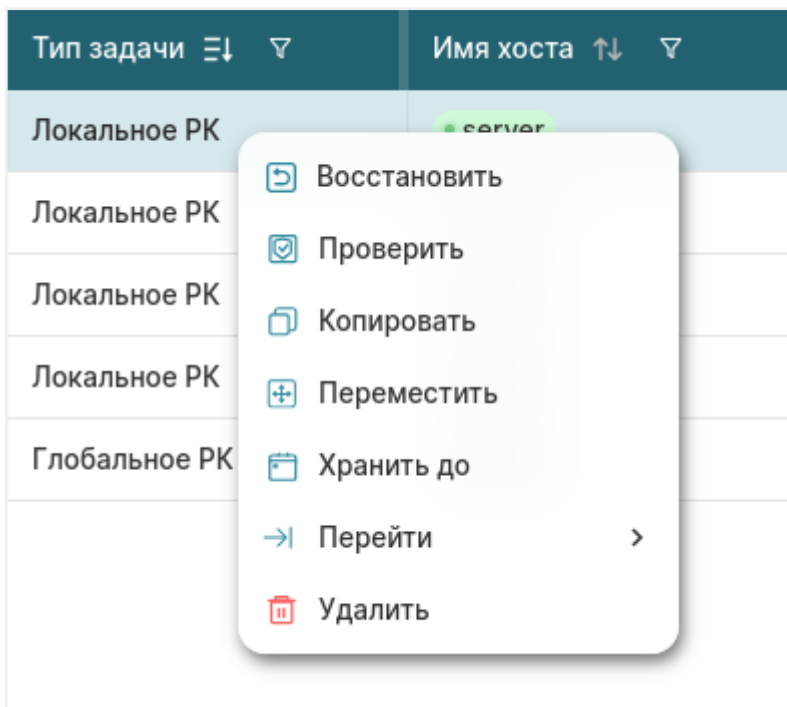 Тип задачи Имя хоста
Локальное РК server
Восстановить
Локальное РК
Проверить
Локальное РК
Копировать
Локальное РК
Переместить
Глобальное РК
Хранить до
Перейти
Удалить